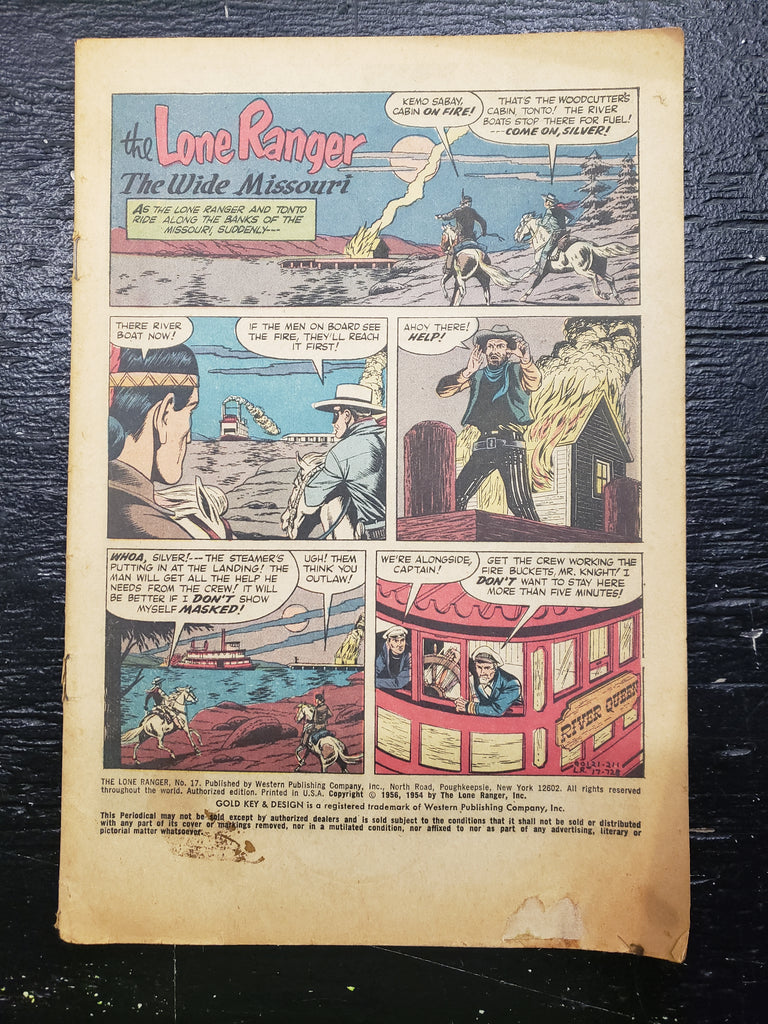 the Lone Ranger
The Wide Missouri
AS THE LONE RANGER AND TONTO
RIDE ALONG THE BANKS OF THE
MISSOURI, SUDDENLY---
KEMO SABAY,
CABIN ON FIRE!
THAT'S THE WOODCUTTER'S
CABIN, TONTO! THE RIVER
BOATS STOP THERE FOR FUEL!
---COME ON, SILVER!
THERE RIVER
BOAT NOW!
IF THE MEN ON BOARD SEE
THE FIRE, THEY'LL REACH
IT FIRST!
AHOY THERE!
HELP!
WHOA, SILVER!--- THE STEAMER'S
PUTTING IN AT THE LANDING! THE
MAN WILL GET ALL THE HELP HE
NEEDS FROM THE CREW! IT WILL
BE BETTER IF I DON'T SHOW
MYSELF MASKED!
UGH! THEM
THINK YOU
OUTLAW!
WE'RE ALONGSIDE,
CAPTAIN!
GET THE CREW WORKING THE
FIRE BUCKETS, MR. KNIGHT! I
DON'T WANT TO STAY HERE
MORE THAN FIVE MINUTES!
RIVER QUEEN
THE LONE RANGER, No. 17. Published by Western Publishing Company, Inc., North Road, Poughkeepsie, New York 12602. All rights reserved
throughout the world. Authorized edition. Printed in U.S.A. Copyright © 1956, 1954 by The Lone Ranger, Inc.
GOLD KEY & DESIGN is a registered trademark of Western Publishing Company, Inc.
This Periodical may not be sold except by authorized dealers and is sold subject to the conditions that it shall not be sold or distributed
with any part of its cover or markings removed, nor in a mutilated condition, nor affixed to nor as part of any advertising, literary or
pictorial matter whatsoever.